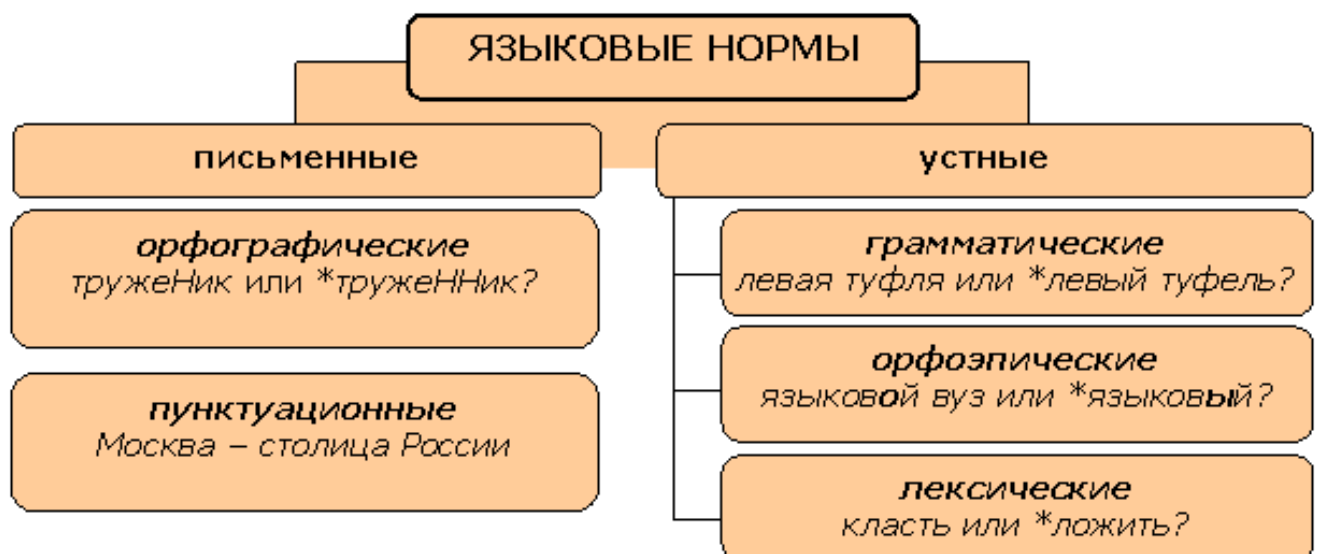 ЯЗЫКОВЫЕ НОРМЫ
письменные
орфографические
тружеНик или *тружеННик?
пунктуационные
Москва – столица России
устные
грамматические
левая туфля или *левый туфель?
орфоэпические
языковой вуз или *языковый?
лексические
класть или *ложить?